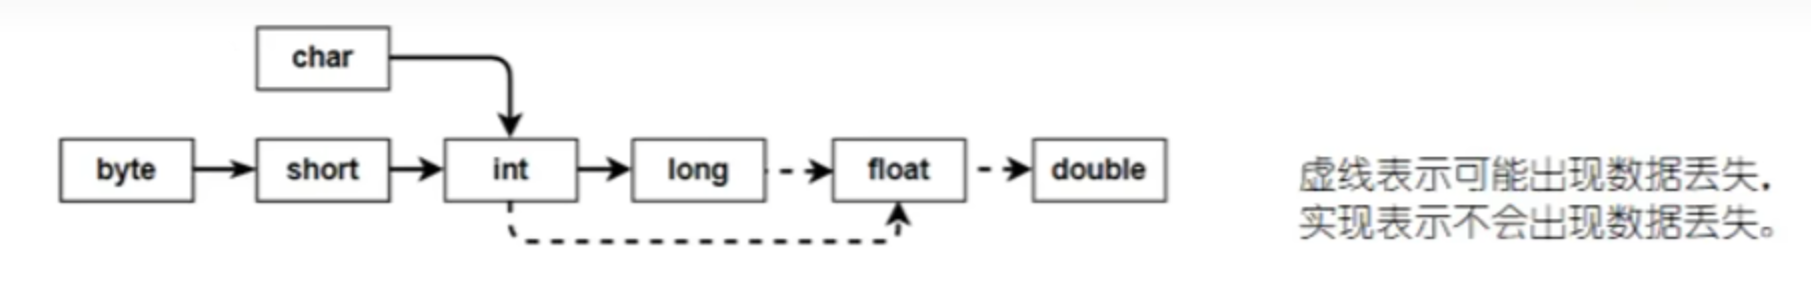 char
byte
short
int
long
float
double
虚线表示可能出现数据丢失.
实现表示不会出现数据丢失。